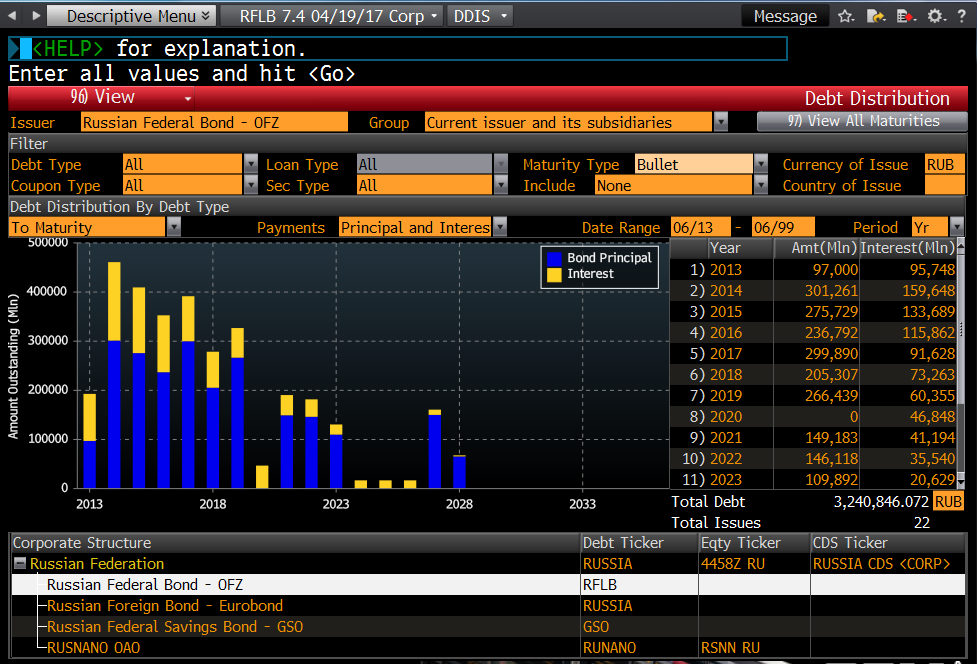 Descriptive Menu RFLB 7.4 04/19/17 Corp DDIS Message ?
<HELP> for explanation.
Enter all values and hit <Go>
96) View Debt Distribution
Issuer Russian Federal Bond - OFZ Group Current issuer and its subsidiaries 97) View All Maturities
Filter
Debt Type All Loan Type All Maturity Type Bullet Currency of Issue RUB
Coupon Type All Sec Type All Include None Country of Issue
Debt Distribution By Debt Type
To Maturity Payments Principal and Interes Date Range 06/13 - 06/99 Period Yr
500000
400000
300000
200000
100000
0
Amount Outstanding (Mln)
Bond Principal
Interest
2013 2018 2023 2028 2033
Year Amt(Mln) Interest(Mln)
1) 2013 97,000 95,748
2) 2014 301,261 159,648
3) 2015 275,729 133,689
4) 2016 236,792 115,862
5) 2017 299,890 91,628
6) 2018 205,307 73,263
7) 2019 266,439 60,355
8) 2020 0 46,848
9) 2021 149,183 41,194
10) 2022 146,118 35,540
11) 2023 109,892 20,629
Total Debt 3,240,846.072 RUB
Total Issues 22
Corporate Structure Debt Ticker Eqty Ticker CDS Ticker
Russian Federation RUSSIA 4458Z RU RUSSIA CDS <CORP>
Russian Federal Bond - OFZ RFLB
Russian Foreign Bond - Eurobond RUSSIA
Russian Federal Savings Bond - GSO GSO
RUSNANO OAO RUNANO RSNN RU